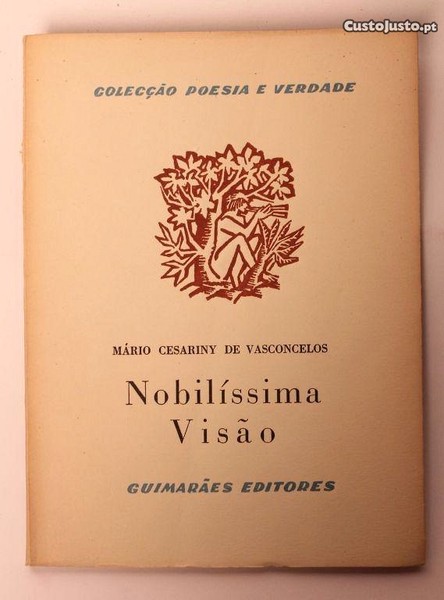 CustoJusto.pt
COLECÇÃO POESIA E VERDADE
MÁRIO CESARINY DE VASCONCELOS
Nobilíssima
Visão
GUIMARÃES EDITORES